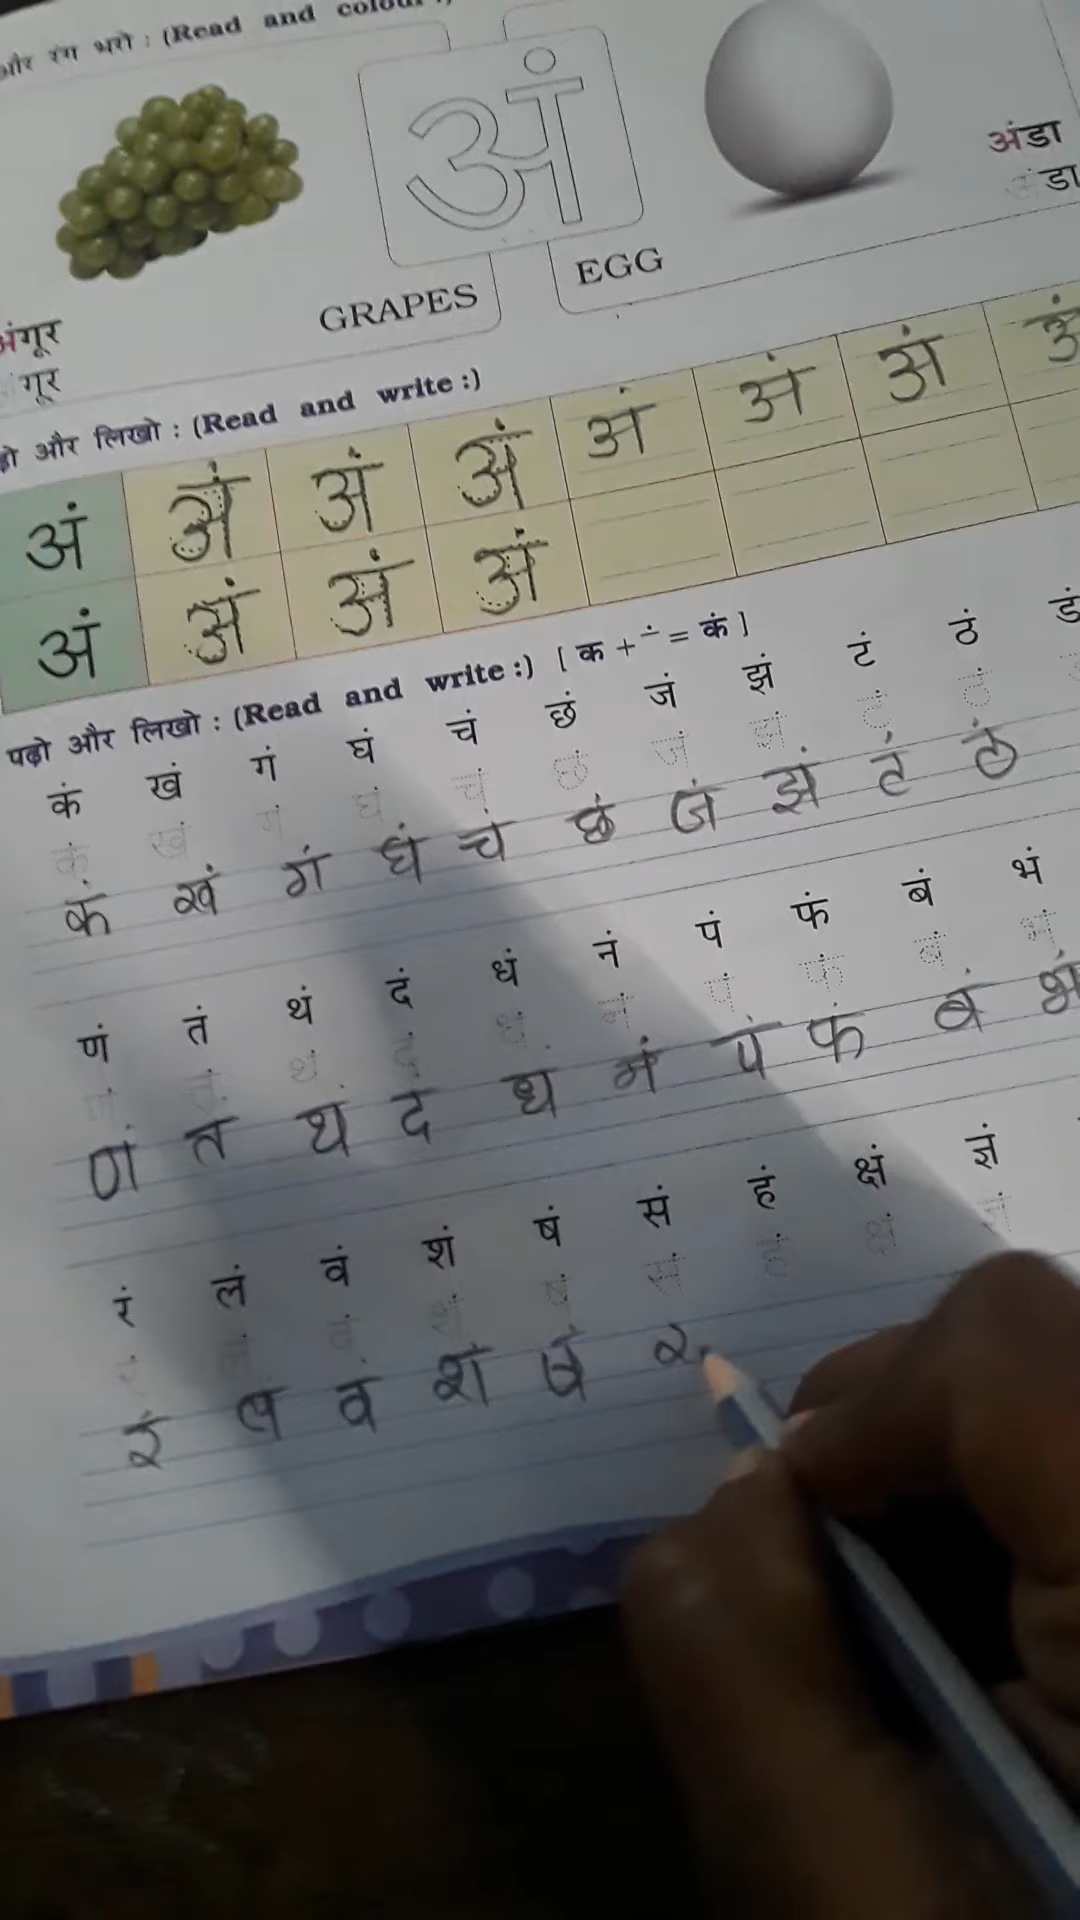 और रंग भरो : (Read and colour :)
अं
अंडा
डा
EGG
GRAPES
अंगूर
गूर
और लिखो : (Read and write :)
अं अं अं अं अं अं अं
अं अं अं अं
पढ़ो और लिखो : (Read and write :) [ क + ं = कं ]
कं खं गं घं चं छं जं झं टं ठं डं
कं खं गं घं चं छं जं झं टं ठं
कं खं गं घं चं छं जं झं टं ठं
णं तं थं दं धं नं पं फं बं भं
णं तं थं दं धं नं पं फं बं भं
णं त थं द ध नं पं फं बं भं
रं लं वं शं षं सं हं क्षं ज्ञं
रं लं वं शं षं सं हं क्षं ज्ञं
रं ल वं शं षं